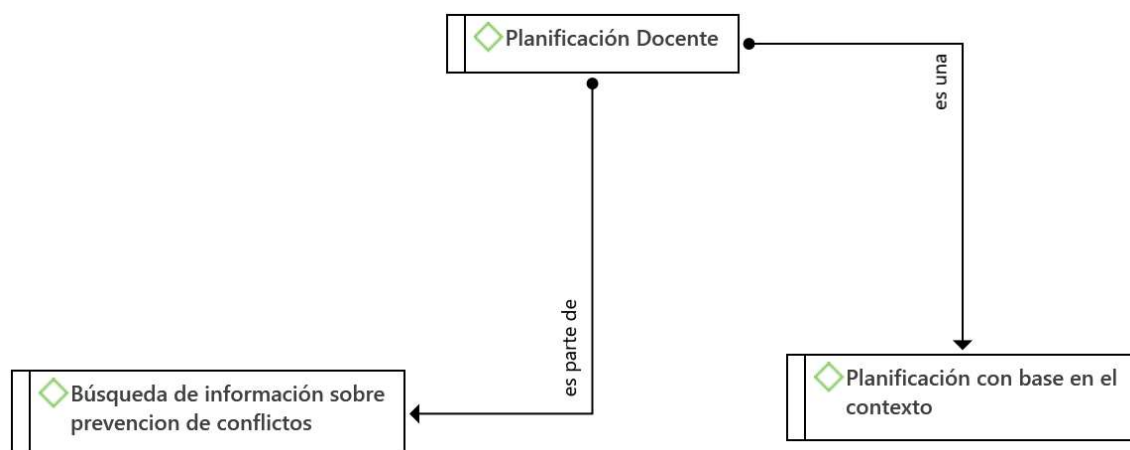 Planificación Docente
es una
es parte de
Planificación con base en el
contexto
Búsqueda de información sobre
prevencion de conflictos